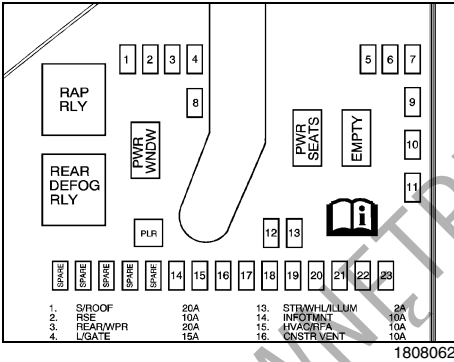 1 2 3 4 5 6 7
RAP
RLY
8 9
PWR
WNDW
PWR
SEATS
EMPTY
10
REAR
DEFOG
RLY
11
i
PLR
12 13
SPARE SPARE SPARE SPARE SPARE 14 15 16 17 18 19 20 21 22 23
1. S/ROOF 20A 13. STR/WHL/ILLUM 2A
2. RSE 10A 14. INFOTMNT 10A
3. REAR/WPR 20A 15. HVAC/RFA 10A
4. L/GATE 15A 16. CNSTR VENT 10A
1808062